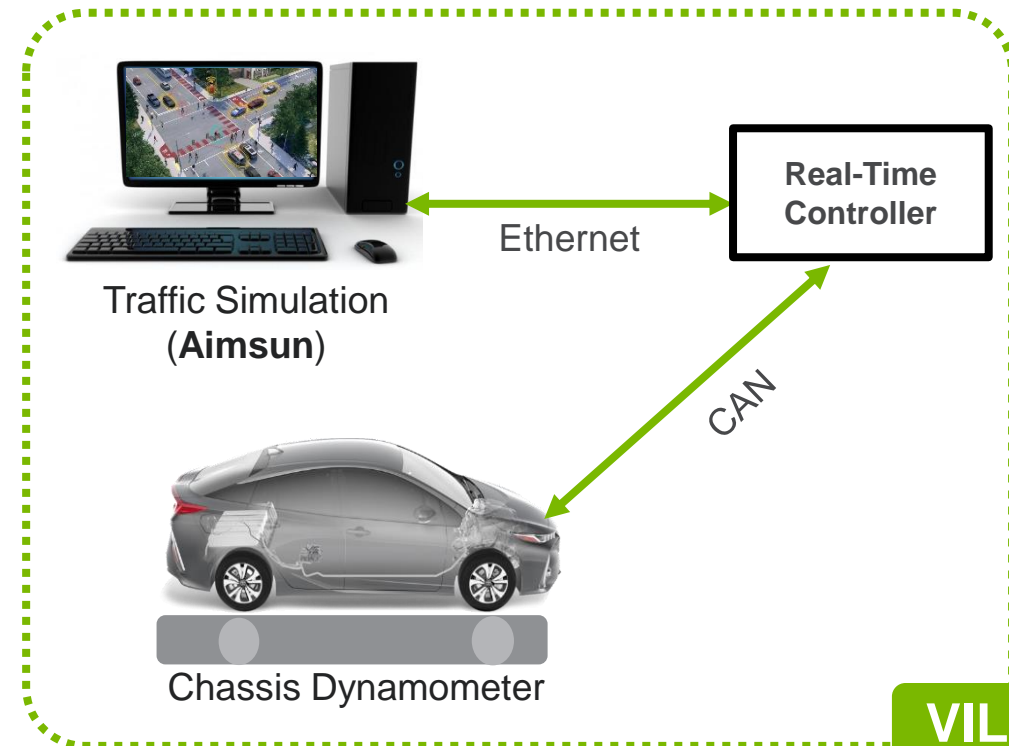 Real-Time
Controller
Ethernet
Traffic Simulation
(Aimsun)
CAN
Chassis Dynamometer
VIL